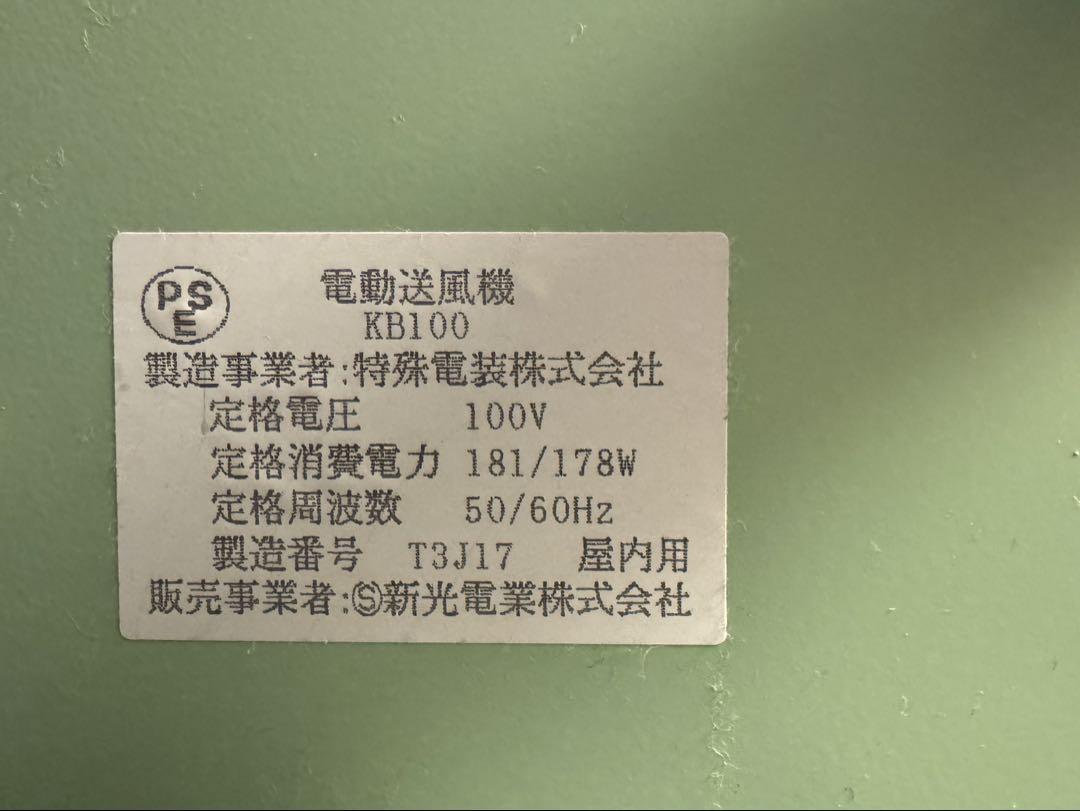 PSE
電動送風機
KB100
製造事業者:特殊電装株式会社
定格電圧 100V
定格消費電力 181/178W
定格周波数 50/60Hz
製造番号 T3J17 屋内用
販売事業者:Ⓢ新光電業株式会社